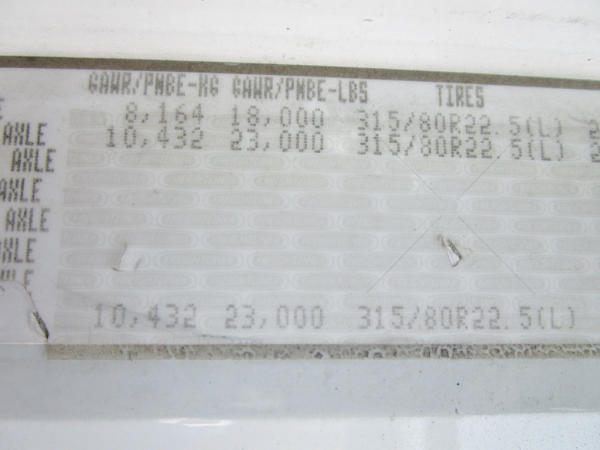 GAWR/PNBE-KG GAWR/PNBE-LBS TIRES
8,164 18,000 315/80R22.5(L)
AXLE 10,432 23,000 315/80R22.5(L)
AXLE
AXLE
AXLE
AXLE
10,432 23,000 315/80R22.5(L)